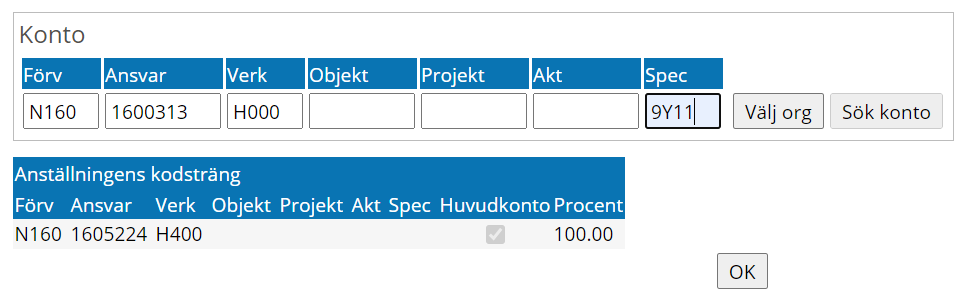 Konto
Förv Ansvar Verk Objekt Projekt Akt Spec
N160 1600313 H000 9Y11 Välj org Sök konto
Anställningens kodsträng
Förv Ansvar Verk Objekt Projekt Akt Spec Huvudkonto Procent
N160 1605224 H400 100.00
OK